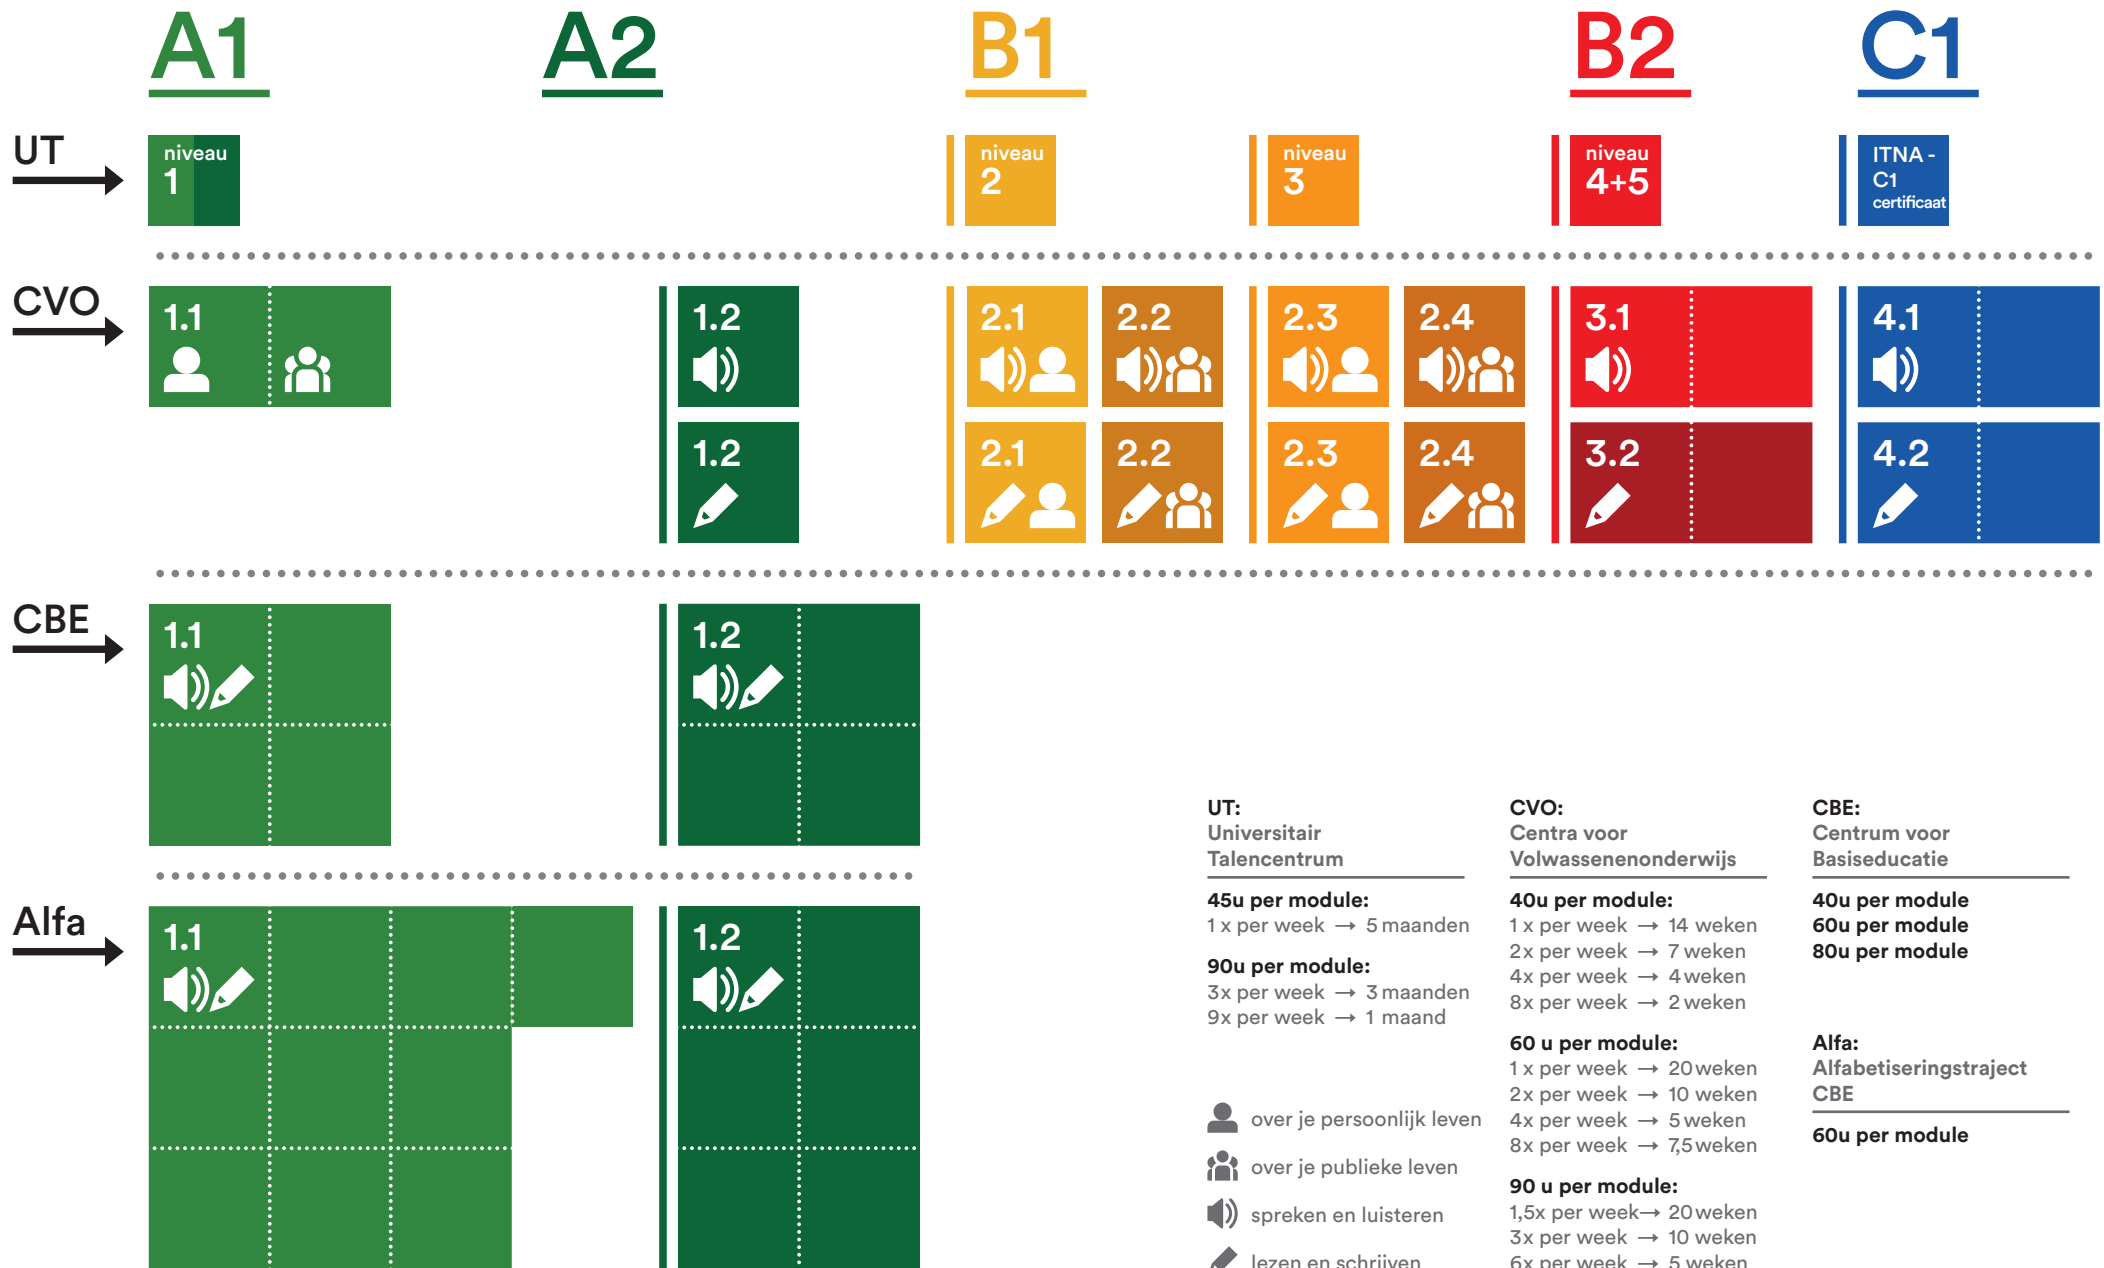 A1
A2
B1
B2
C1
UT
niveau
1
niveau
2
niveau
3
niveau
4+5
ITNA -
C1
certificaat
CVO
1.1
1.2
2.1
2.2
2.3
2.4
3.1
4.1
1.2
2.1
2.2
2.3
2.4
3.2
4.2
CBE
1.1
1.2
Alfa
1.1
1.2
UT:
Universitair
Talencentrum
45u per module:
1 x per week → 5 maanden
90u per module:
3x per week → 3 maanden
9x per week → 1 maand
over je persoonlijk leven
over je publieke leven
spreken en luisteren
lezen en schrijven
CVO:
Centra voor
Volwassenenonderwijs
40u per module:
1 x per week → 14 weken
2x per week → 7 weken
4x per week → 4 weken
8x per week → 2 weken
60 u per module:
1 x per week → 20 weken
2x per week → 10 weken
4x per week → 5 weken
8x per week → 7,5 weken
90 u per module:
1,5x per week → 20 weken
3x per week → 10 weken
6x per week → 5 weken
CBE:
Centrum voor
Basiseducatie
40u per module
60u per module
80u per module
Alfa:
Alfabetiseringstraject
CBE
60u per module